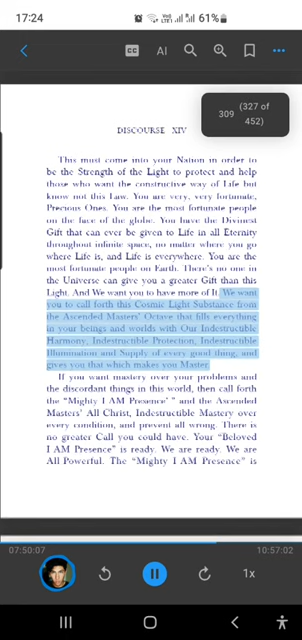 17:24
61%
CC
AI
309 (327 of
452)
DISCOURSE XIV
This must come into your Nation in order to
be the Strength of the Light to protect and help
those who want the constructive way of Life but
know not this Law. You are very, very fortunate,
Precious Ones. You are the most fortunate people
on the face of the globe. You have the Divinest
Gift that can ever be given to Life in all Eternity
throughout infinite space, no matter where you go
where Life is, and Life is everywhere. You are the
most fortunate people on Earth. There's no one in
the Universe can give you a greater Gift than this
Light. And We want you to have more of It. We want
you to call forth this Cosmic Light Substance from
the Ascended Masters' Octave that fills everything
in your beings and worlds with Our Indestructible
Harmony, Indestructible Protection, Indestructible
Illumination and Supply of every good thing, and
gives you that which makes you Master.
If you want mastery over your problems and
the discordant things in this world, then call forth
the "Mighty I AM Presence" and the Ascended
Masters' All Christ, Indestructible Mastery over
every condition, and prevent all wrong. There is
no greater Call you could have. Your "Beloved
I AM Presence" is ready. We are ready. We are
All Powerful. The "Mighty I AM Presence" is
07:50:07
10:57:02
1x